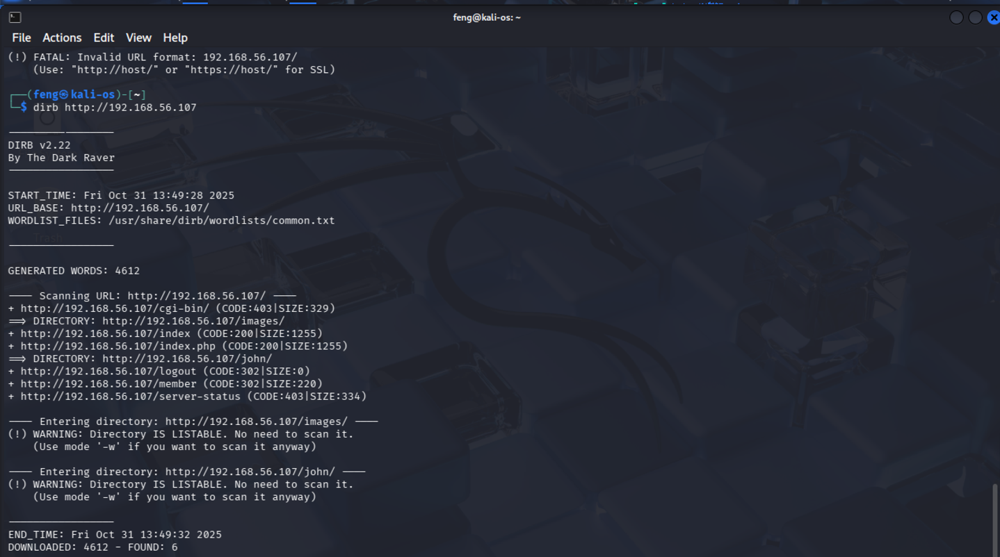 feng@kali-os: ~
File Actions Edit View Help
(!) FATAL: Invalid URL format: 192.168.56.107/
    (Use: "http://host/" or "https://host/" for SSL)
┌──(feng㉿kali-os)-[~]
└─$ dirb http://192.168.56.107
-----------------
DIRB v2.22
By The Dark Raver
-----------------
START_TIME: Fri Oct 31 13:49:28 2025
URL_BASE: http://192.168.56.107/
WORDLIST_FILES: /usr/share/dirb/wordlists/common.txt
Trash
-----------------
GENERATED WORDS: 4612
---- Scanning URL: http://192.168.56.107/ ----
+ http://192.168.56.107/cgi-bin/ (CODE:403|SIZE:329)
==> DIRECTORY: http://192.168.56.107/images/
+ http://192.168.56.107/index (CODE:200|SIZE:1255)
+ http://192.168.56.107/index.php (CODE:200|SIZE:1255)
==> DIRECTORY: http://192.168.56.107/john/
+ http://192.168.56.107/logout (CODE:302|SIZE:0)
+ http://192.168.56.107/member (CODE:302|SIZE:220)
+ http://192.168.56.107/server-status (CODE:403|SIZE:334)
---- Entering directory: http://192.168.56.107/images/ ----
(!) WARNING: Directory IS LISTABLE. No need to scan it.
    (Use mode '-w' if you want to scan it anyway)
---- Entering directory: http://192.168.56.107/john/ ----
(!) WARNING: Directory IS LISTABLE. No need to scan it.
    (Use mode '-w' if you want to scan it anyway)
-----------------
END_TIME: Fri Oct 31 13:49:32 2025
DOWNLOADED: 4612 - FOUND: 6